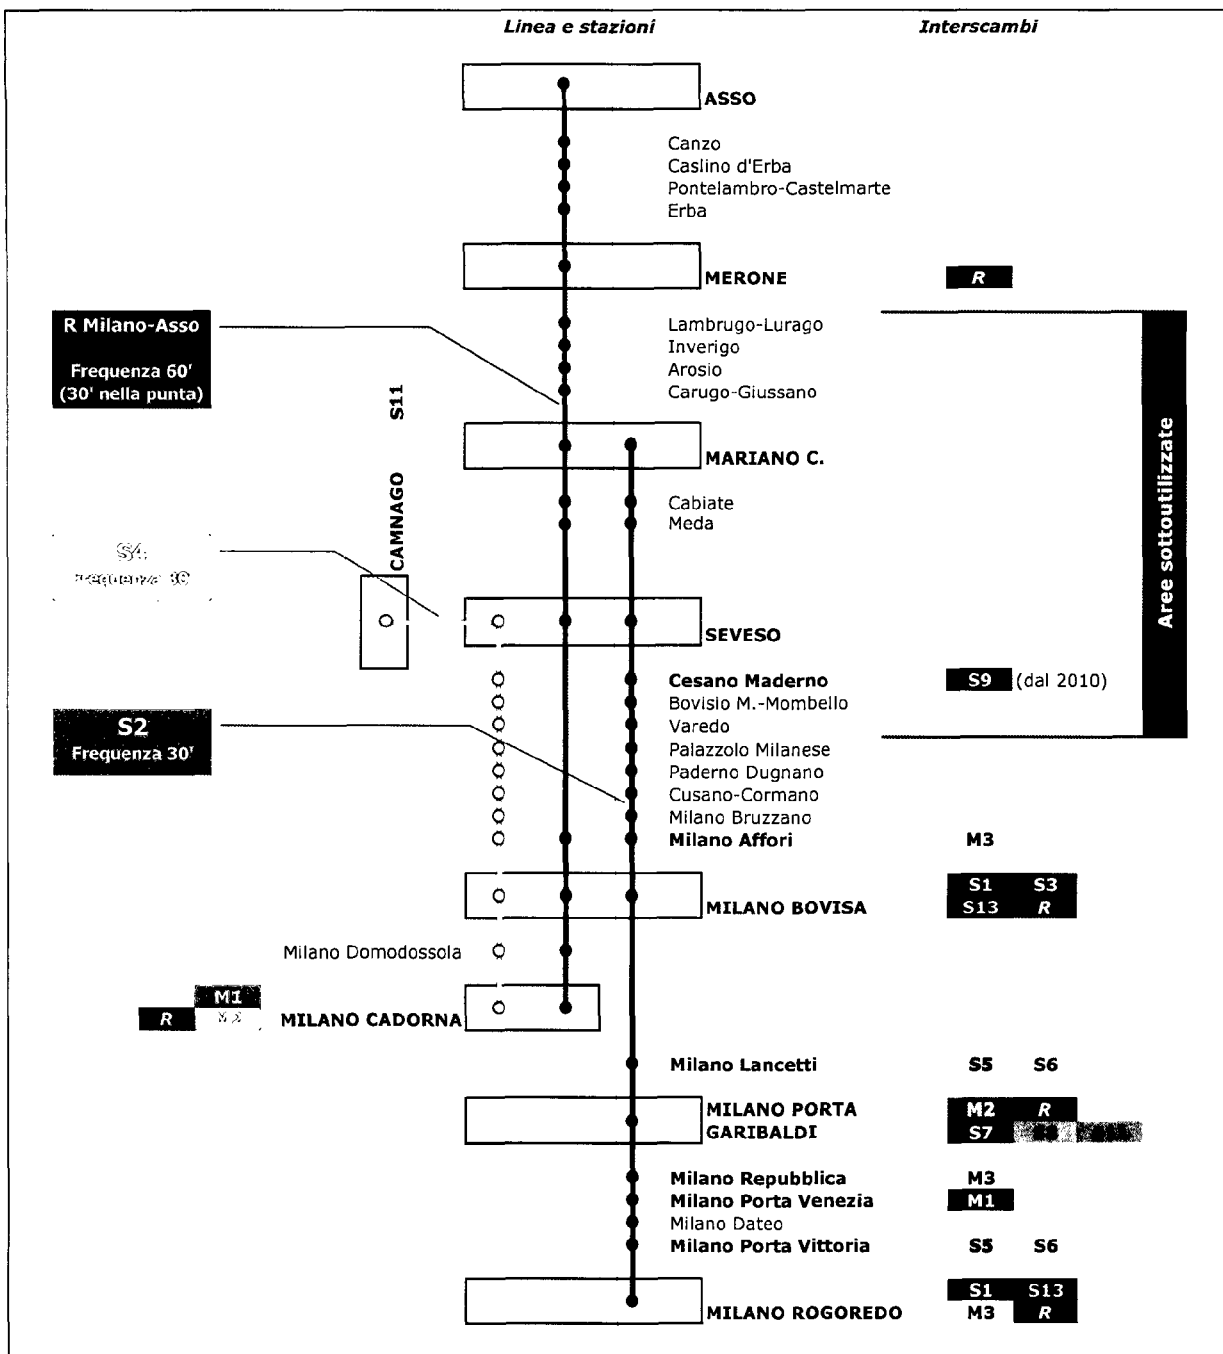 Linea e stazioni Interscambi
ASSO
Canzo
Caslino d'Erba
Pontelambro-Castelmarte
Erba
MERONE R
R Milano-Asso
Frequenza 60'
(30' nella punta)
Lambrugo-Lurago
Inverigo
Arosio
Carugo-Giussano
MARIANO C.
Cabiate
Meda
CAMNAGO S11
S4
Frequenza 30
SEVESO
Aree sottoutilizzate
Cesano Maderno S9 (dal 2010)
Bovisio M.-Mombello
Varedo
Palazzolo Milanese
Paderno Dugnano
Cusano-Cormano
Milano Bruzzano
Milano Affori M3
S2
Frequenza 30'
MILANO BOVISA
S1 S3
S13 R
Milano Domodossola
M1
R M2
MILANO CADORNA
Milano Lancetti S5 S6
MILANO PORTA M2 R
GARIBALDI S7
Milano Repubblica M3
Milano Porta Venezia M1
Milano Dateo
Milano Porta Vittoria S5 S6
S1 S13
MILANO ROGOREDO M3 R